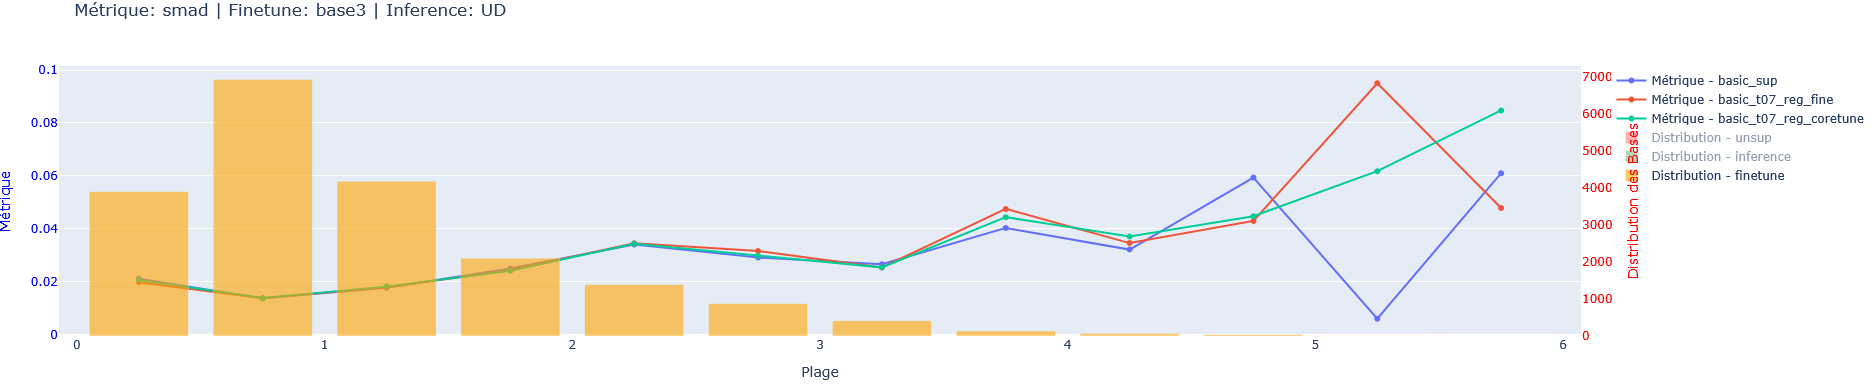 Métrique: smad | Finetune: base3 | Inference: UD
0.1
0.08
0.06
0.04
0.02
0
Métrique
0
1
2
3
4
5
6
Plage
7000
6000
5000
4000
3000
2000
1000
0
Distribution des Bases
Métrique - basic_sup
Métrique - basic_t07_reg_fine
Métrique - basic_t07_reg_coretune
Distribution - unsup
Distribution - inference
Distribution - finetune